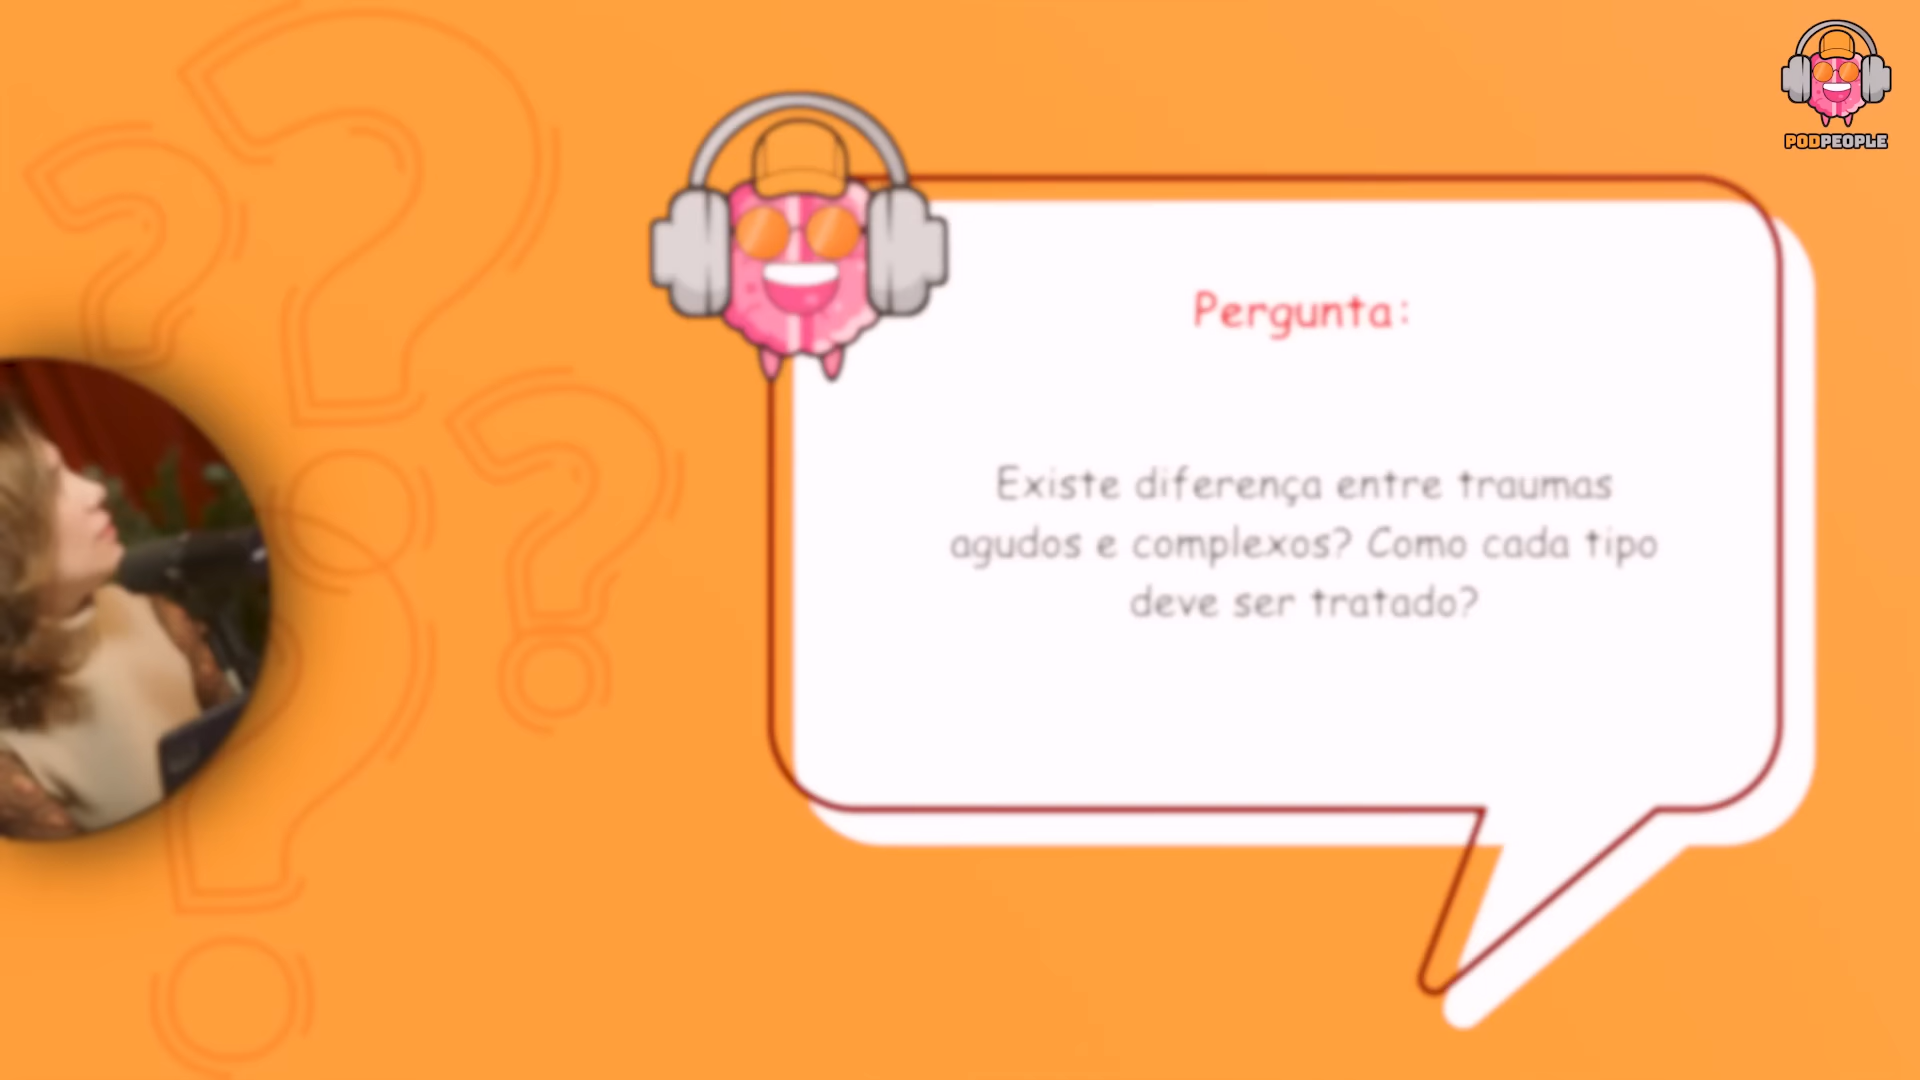 PODPEOPLE
Pergunta:
Existe diferença entre traumas
agudos e complexos? Como cada tipo
deve ser tratado?